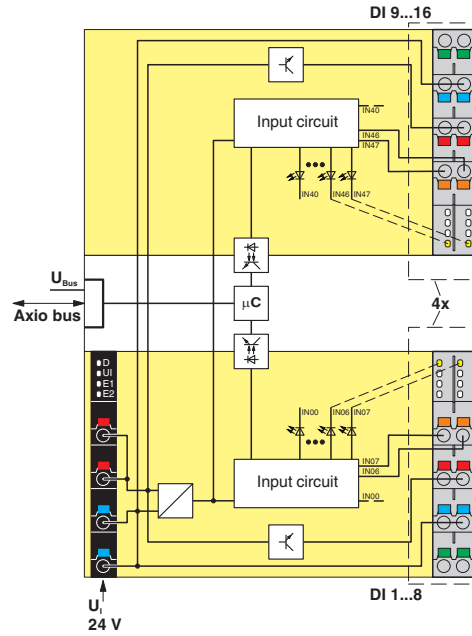 DI 9...16
Input circuit
IN40
IN46
IN47
IN40
IN46
IN47
UBus
Axio bus
µC
4x
D
UI
E1
E2
IN00
IN06
IN07
IN07
IN06
IN00
Input circuit
DI 1...8
UI
24 V